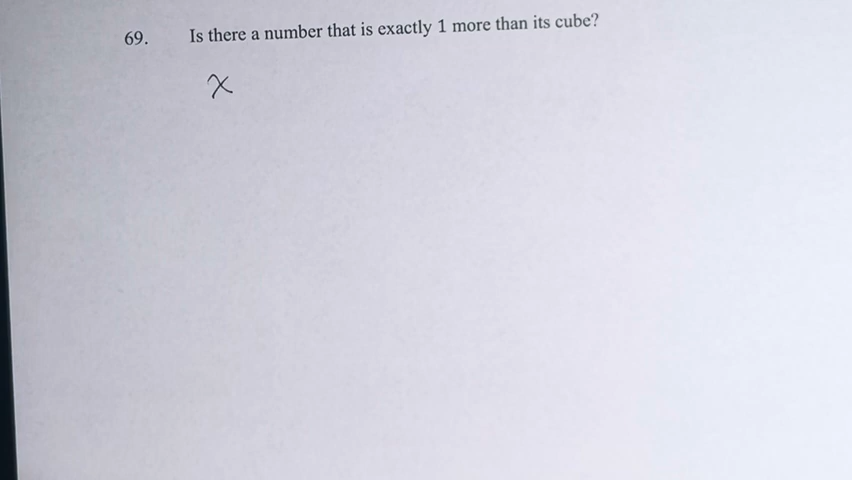 69. Is there a number that is exactly 1 more than its cube?
x